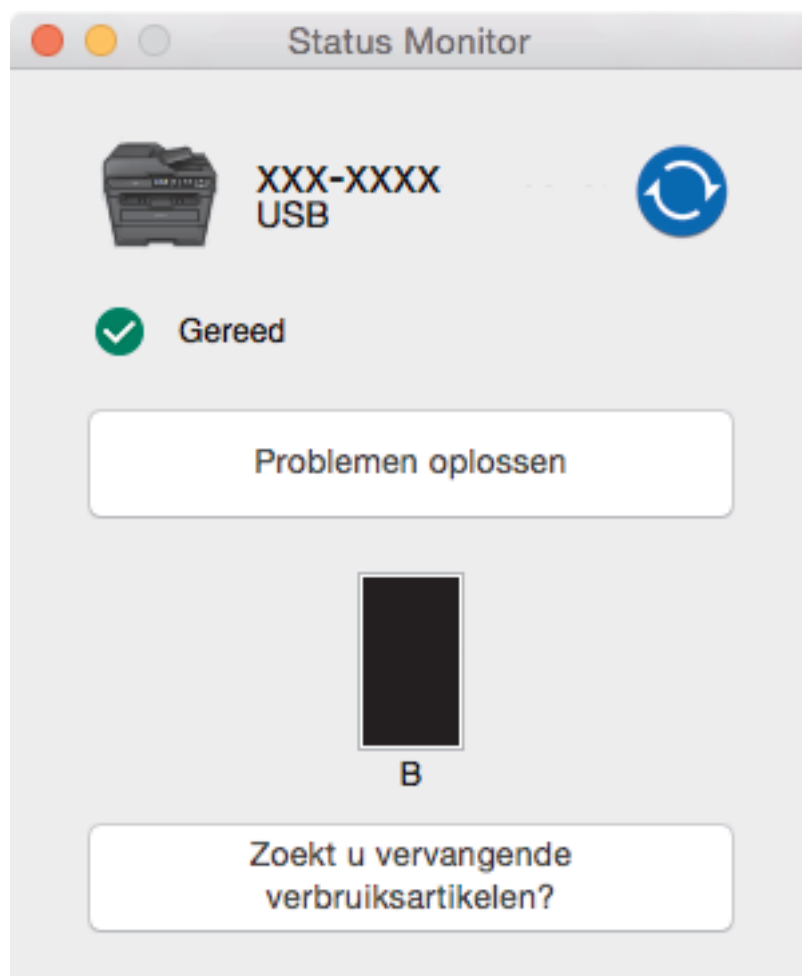 Status Monitor
XXX-XXXX
USB
Gereed
Problemen oplossen
B
Zoekt u vervangende
verbruiksartikelen?